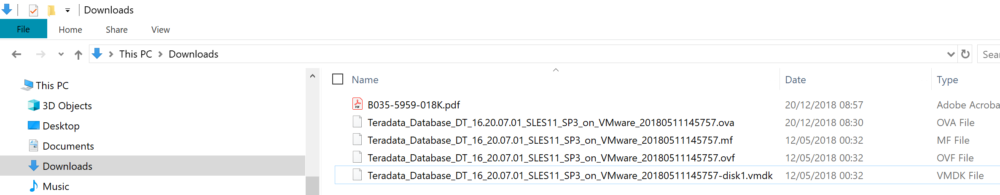 Downloads
File Home Share View
This PC Downloads
This PC
3D Objects
Desktop
Documents
Downloads
Music
Name Date Type
B035-5959-018K.pdf 20/12/2018 08:57 Adobe Acroba
Teradata_Database_DT_16.20.07.01_SLES11_SP3_on_VMware_20180511145757.ova 20/12/2018 08:30 OVA File
Teradata_Database_DT_16_20.07.01_SLES11_SP3_on_VMware_20180511145757.mf 12/05/2018 00:32 MF File
Teradata_Database_DT_16_20.07.01_SLES11_SP3_on_VMware_20180511145757.ovf 12/05/2018 00:32 OVF File
Teradata_Database_DT_16_20.07.01_SLES11_SP3_on_VMware_20180511145757-disk1.vmdk 12/05/2018 00:32 VMDK File